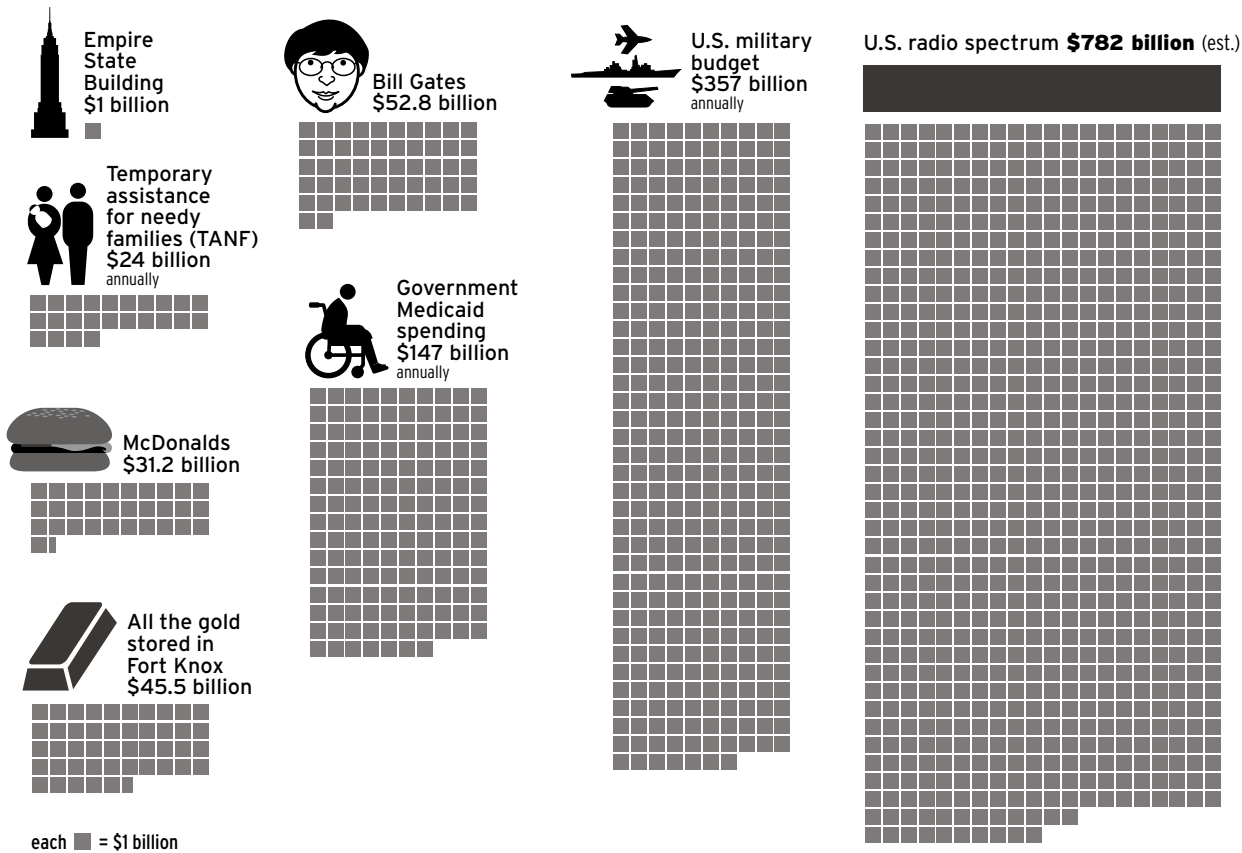 Empire
State
Building
$1 billion
Temporary
assistance
for needy
families (TANF)
$24 billion
annually
McDonalds
$31.2 billion
All the gold
stored in
Fort Knox
$45.5 billion
each = $1 billion
Bill Gates
$52.8 billion
Government
Medicaid
spending
$147 billion
annually
U.S. military
budget
$357 billion
annually
U.S. radio spectrum $782 billion (est.)